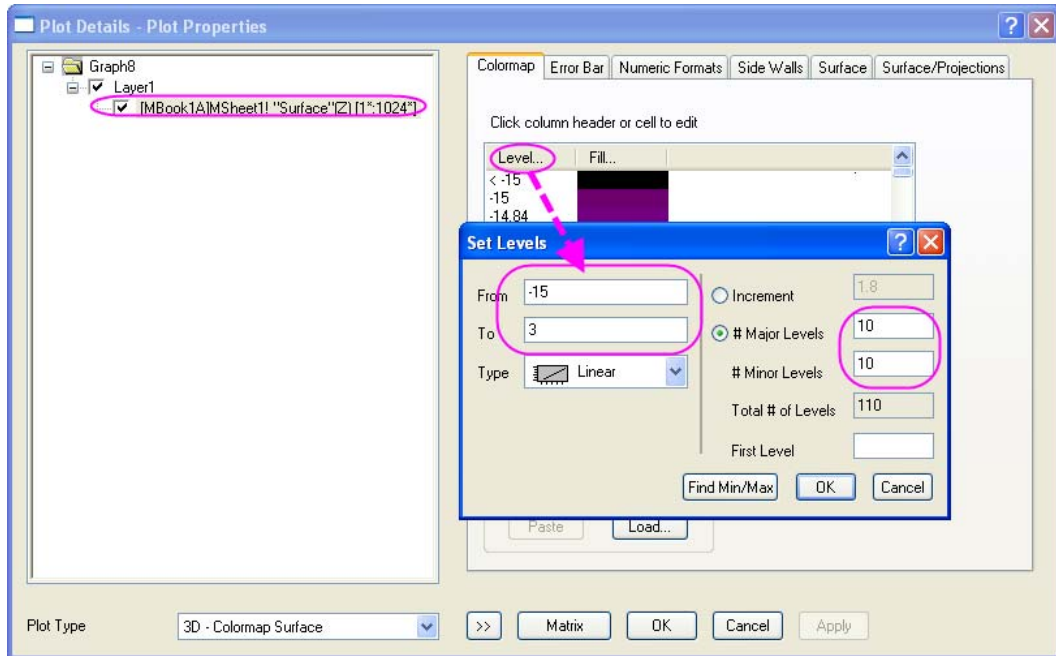 Plot Details - Plot Properties
Graph8
Layer1
[MBook1A]MSheet1! "Surface"(Z) [1*:1024*]
Colormap Error Bar Numeric Formats Side Walls Surface Surface/Projections
Click column header or cell to edit
Level... Fill...
< -15
-15
-14.84
Set Levels
From -15
To 3
Type Linear
Increment 1.8
# Major Levels 10
# Minor Levels 10
Total # of Levels 110
First Level
Find Min/Max OK Cancel
Paste Load...
Plot Type 3D - Colormap Surface >> Matrix OK Cancel Apply